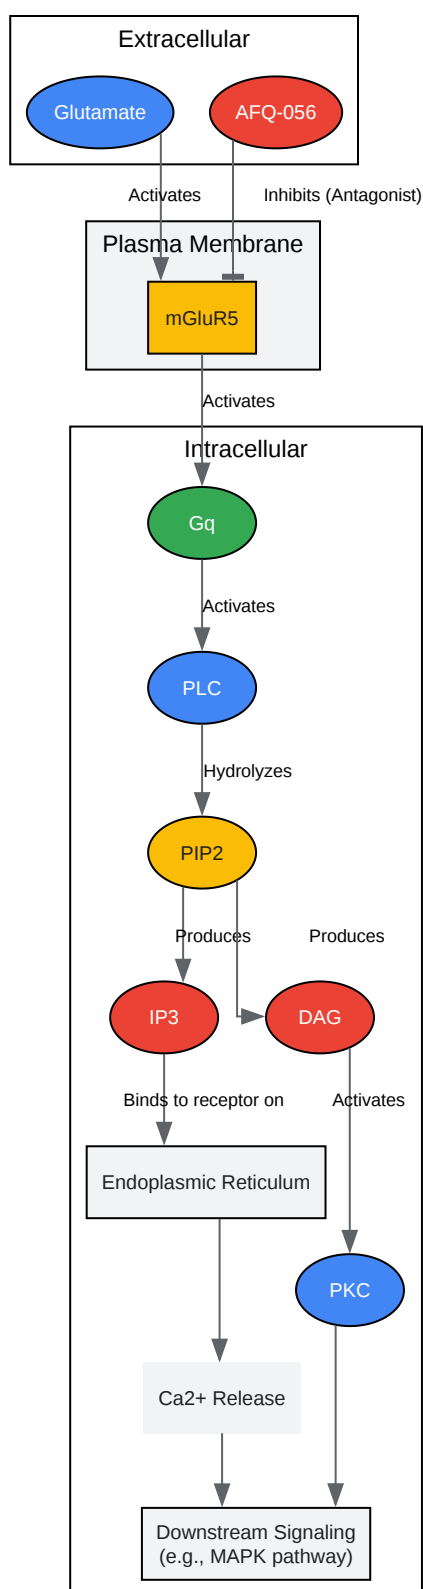 Extracellular
Glutamate
AFQ-056
Activates
Inhibits (Antagonist)
Plasma Membrane
mGluR5
Activates
Intracellular
Gq
Activates
PLC
Hydrolyzes
PIP2
Produces
Produces
IP3
DAG
Binds to receptor on
Activates
Endoplasmic Reticulum
PKC
Ca2+ Release
Downstream Signaling
(e.g., MAPK pathway)